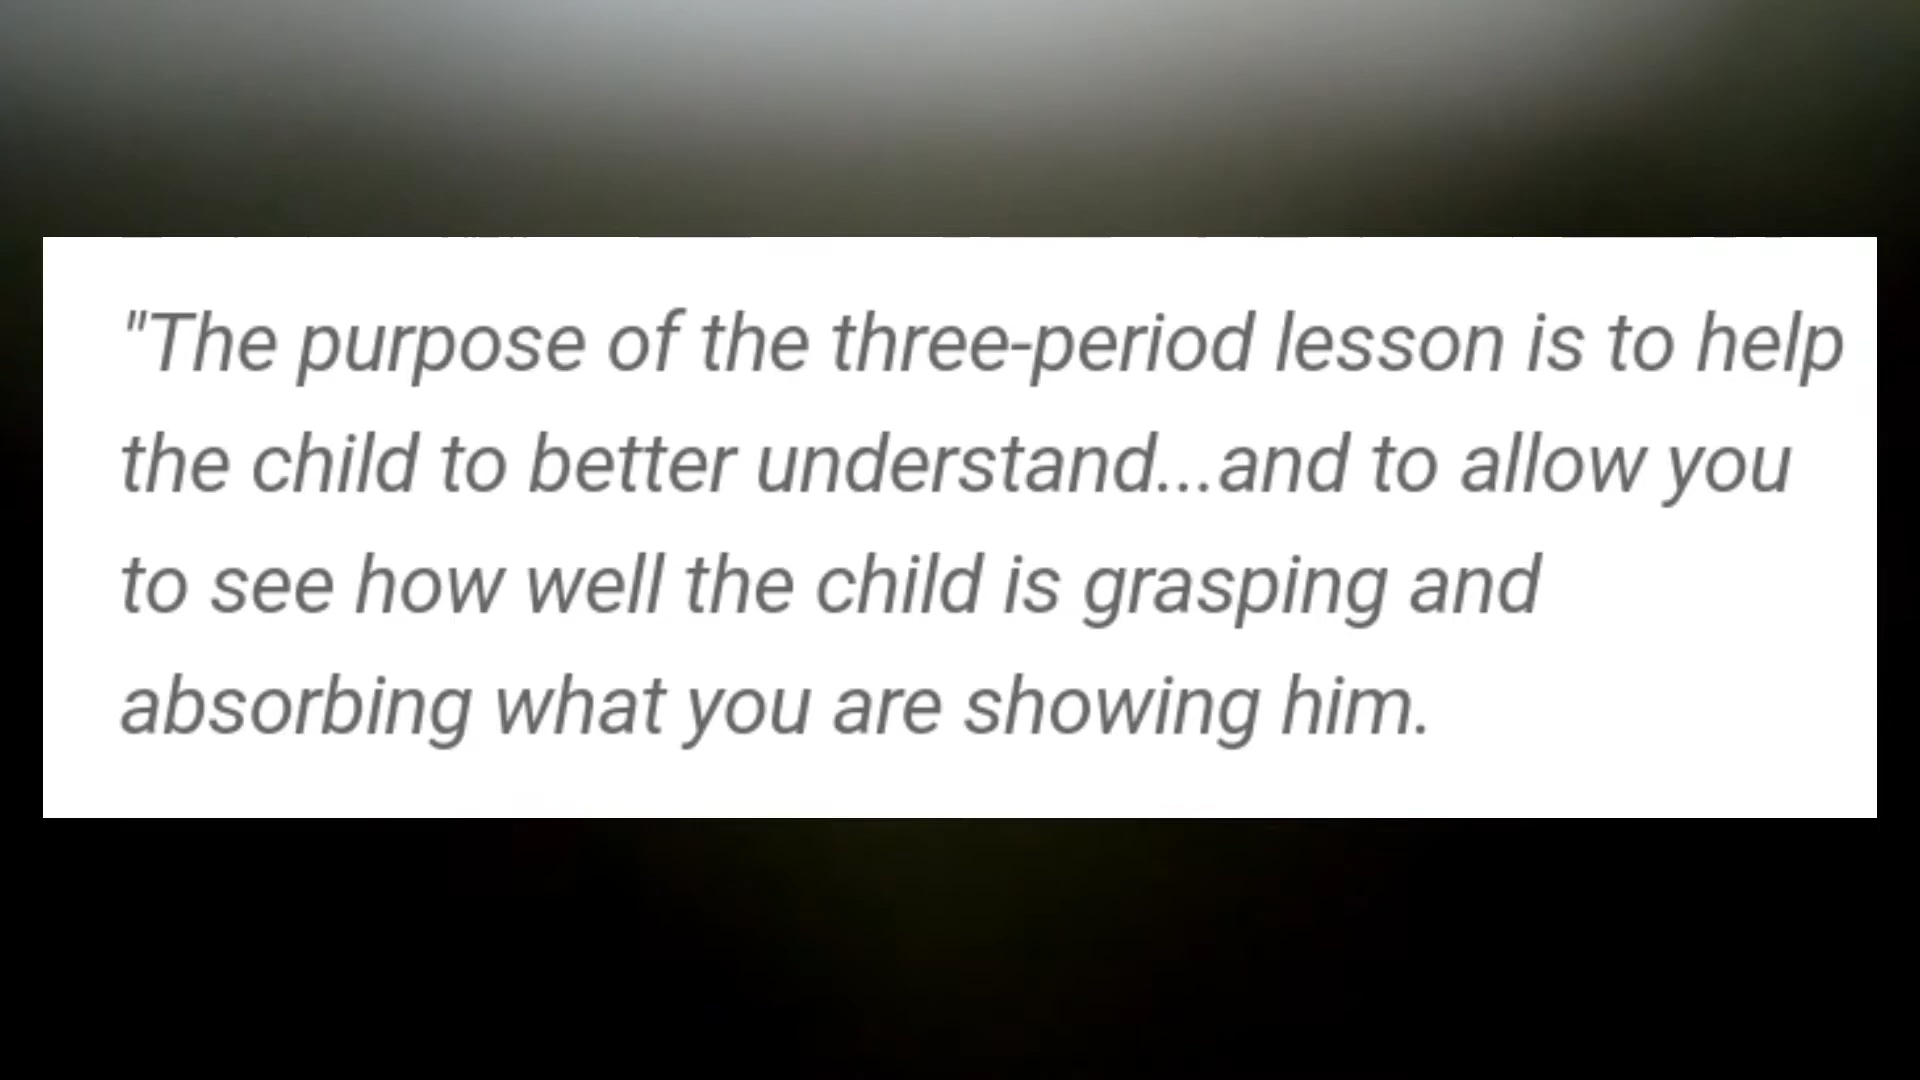 "The purpose of the three-period lesson is to help
the child to better understand...and to allow you
to see how well the child is grasping and
absorbing what you are showing him.